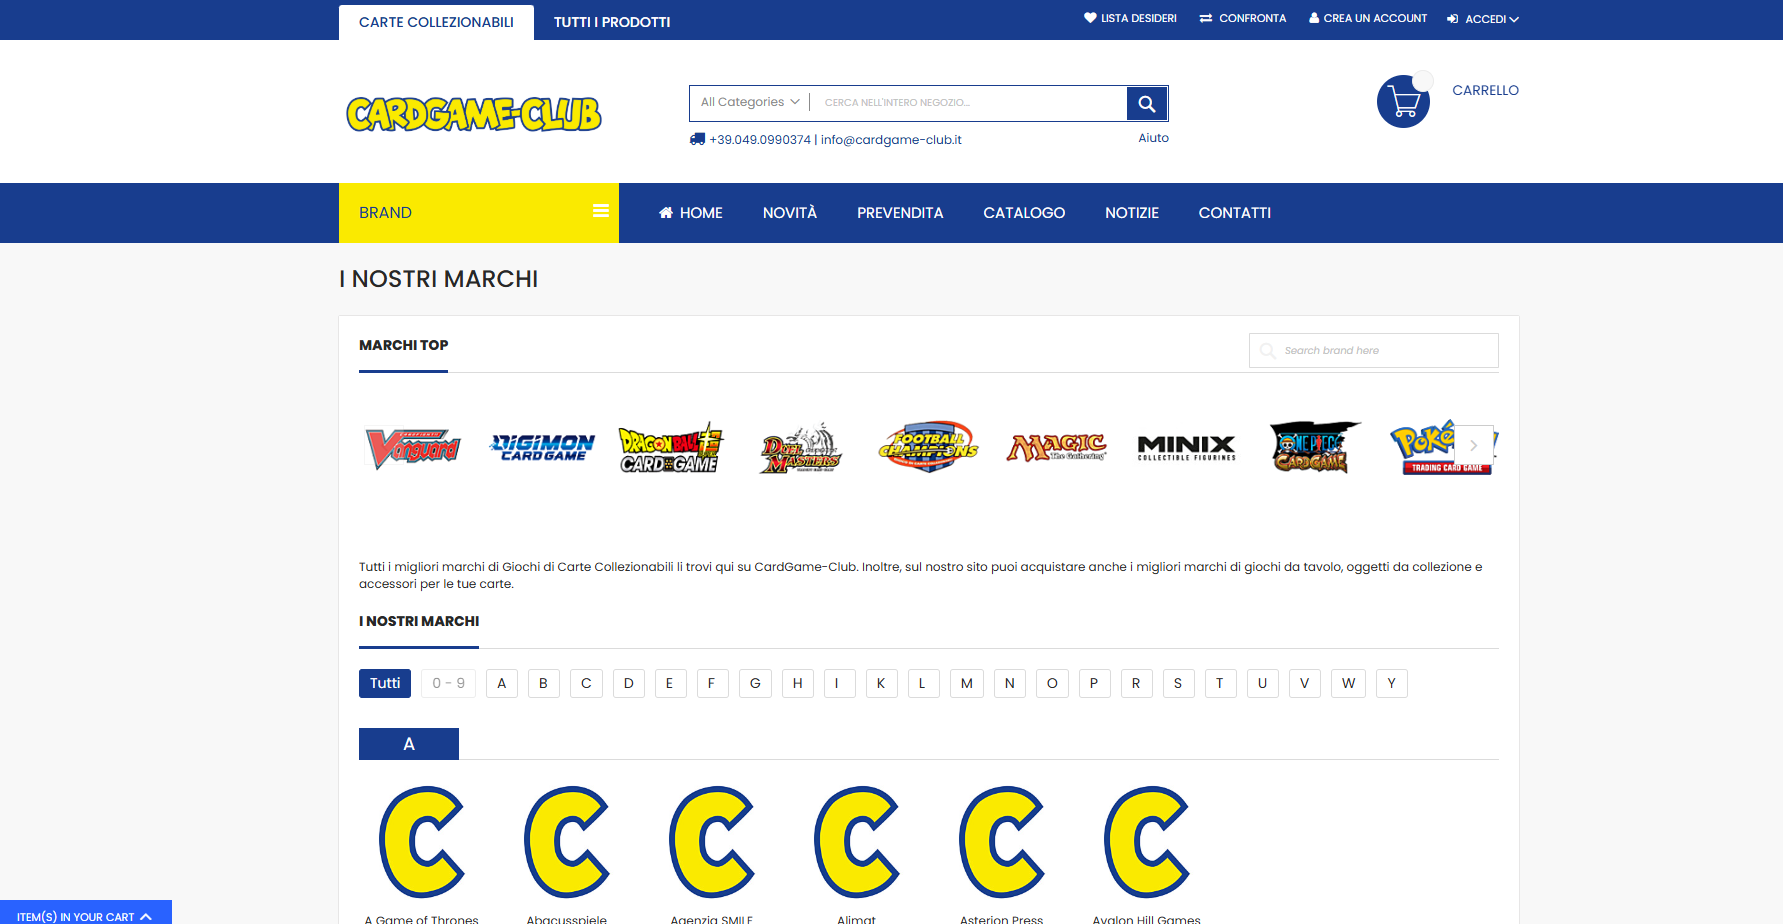 CARTE COLLEZIONABILI
TUTTI I PRODOTTI
LISTA DESIDERI
CONFRONTA
CREA UN ACCOUNT
ACCEDI
CARDGAME-CLUB
All Categories
CERCA NELL'INTERO NEGOZIO...
+39.049.0990374 | info@cardgame-club.it
Aiuto
CARRELLO
BRAND
HOME
NOVITÀ
PREVENDITA
CATALOGO
NOTIZIE
CONTATTI
I NOSTRI MARCHI
MARCHI TOP
Search brand here
Vanguard
DIGIMON
CARD GAME
DRAGON BALL
SUPER
CARD GAME
DUEL
MASTERS
FOOTBALL
CHAMPIONS
MAGIC
The Gathering
MINIX
COLLECTIBLE FIGURINES
ONE PIECE
CARD GAME
TRADING CARD GAME
Tutti i migliori marchi di Giochi di Carte Collezionabili li trovi qui su CardGame-Club. Inoltre, sul nostro sito puoi acquistare anche i migliori marchi di giochi da tavolo, oggetti da collezione e
accessori per le tue carte.
I NOSTRI MARCHI
Tutti 0 - 9 A B C D E F G H I K L M N O P R S T U V W Y
A
C C C C C C
A Game of Thrones
Abacusspiele
Agenzia SMILE
Alimat
Asterion Press
Avalon Hill Games
ITEM(S) IN YOUR CART